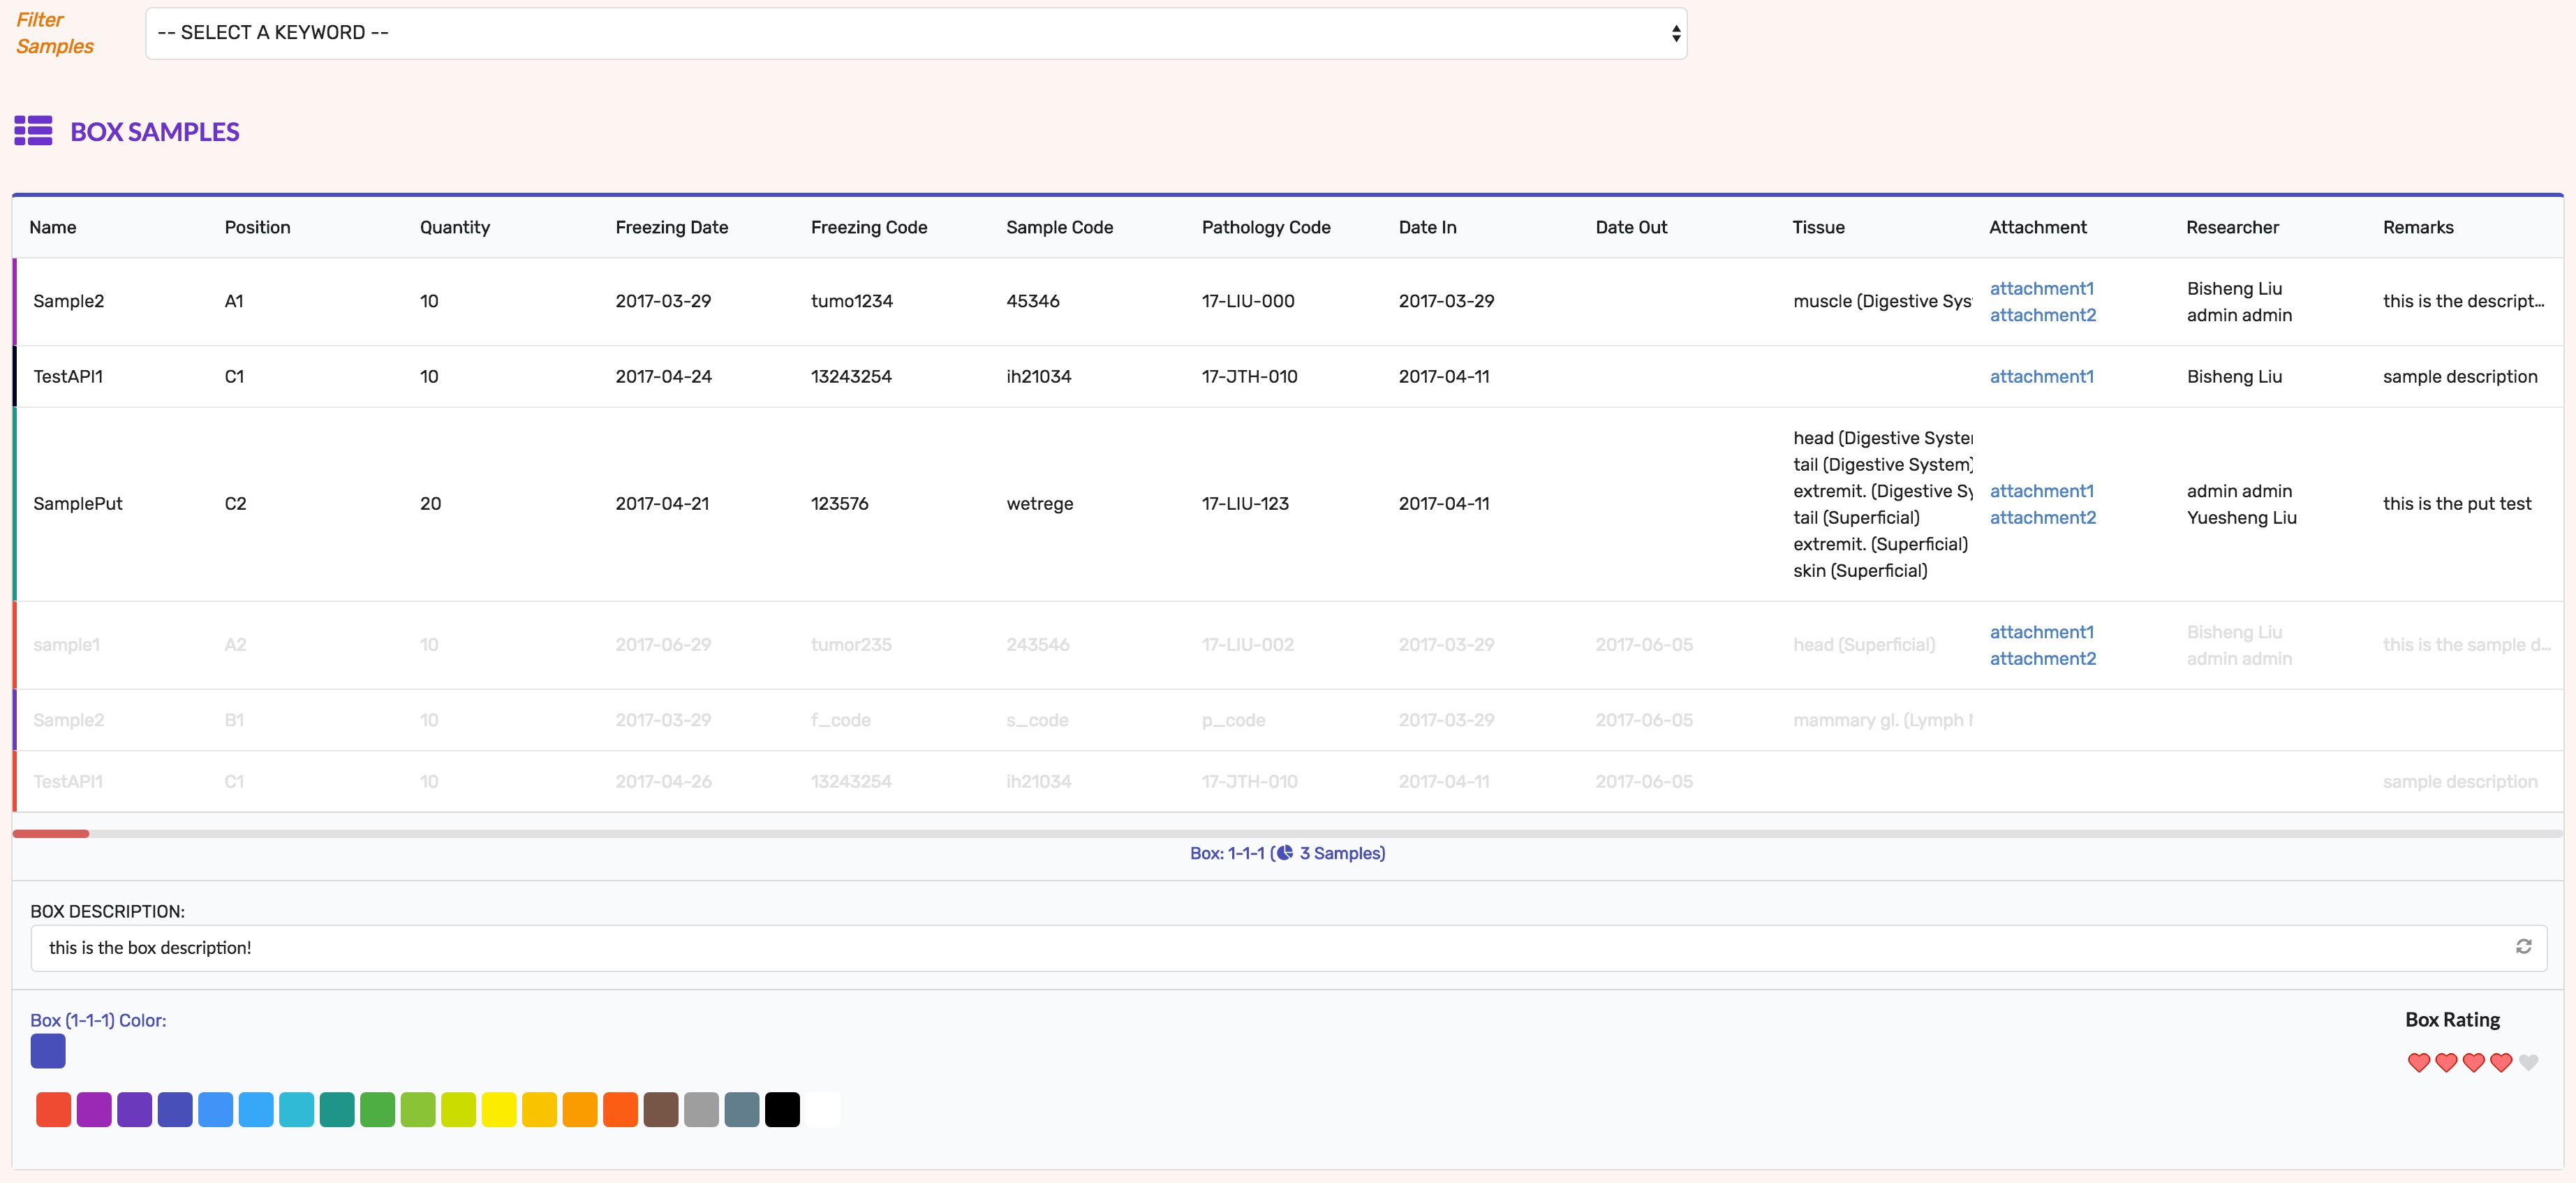 Filter
Samples
-- SELECT A KEYWORD --
BOX SAMPLES
Name Position Quantity Freezing Date Freezing Code Sample Code Pathology Code Date In Date Out Tissue Attachment Researcher Remarks
Sample2 A1 10 2017-03-29 tumo1234 45346 17-LIU-000 2017-03-29 muscle (Digestive Sys attachment1 Bisheng Liu this is the descript...
attachment2 admin admin
TestAPI1 C1 10 2017-04-24 13243254 ih21034 17-JTH-010 2017-04-11 attachment1 Bisheng Liu sample description
head (Digestive System
tail (Digestive System)
extremit. (Digestive Sy attachment1 admin admin
SamplePut C2 20 2017-04-21 123576 wetrege 17-LIU-123 2017-04-11 this is the put test
tail (Superficial) attachment2 Yuesheng Liu
extremit. (Superficial)
skin (Superficial)
sample1 A2 10 2017-06-29 tumor235 243546 17-LIU-002 2017-03-29 2017-06-05 head (Superficial) attachment1 Bisheng Liu this is the sample d...
attachment2 admin admin
Sample2 B1 10 2017-03-29 f_code s_code p_code 2017-03-29 2017-06-05 mammary gl. (Lymph
TestAPI1 C1 10 2017-04-26 13243254 ih21034 17-JTH-010 2017-04-11 2017-06-05 sample description
Box: 1-1-1 ( 3 Samples)
BOX DESCRIPTION:
this is the box description!
Box (1-1-1) Color:
Box Rating